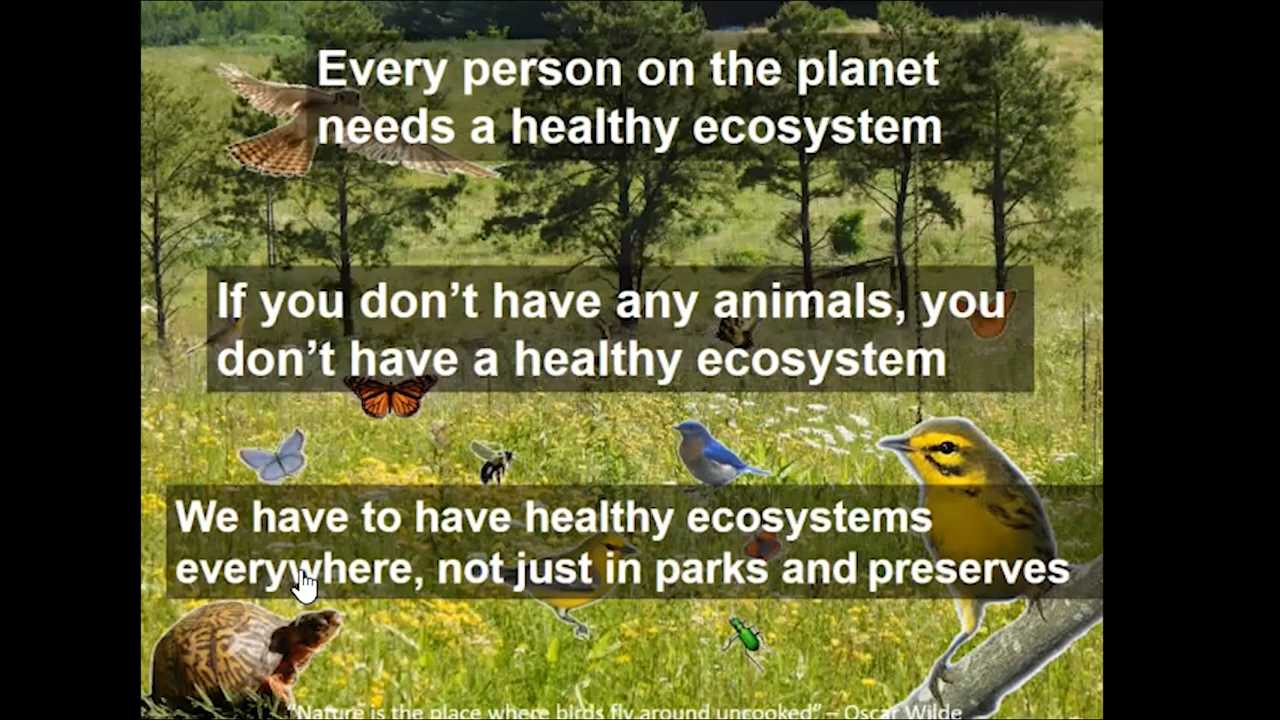 Every person on the planet
needs a healthy ecosystem
If you don’t have any animals, you
don’t have a healthy ecosystem
We have to have healthy ecosystems
everywhere, not just in parks and preserves
“Nature is the place where birds fly around uncooked” – Oscar Wilde